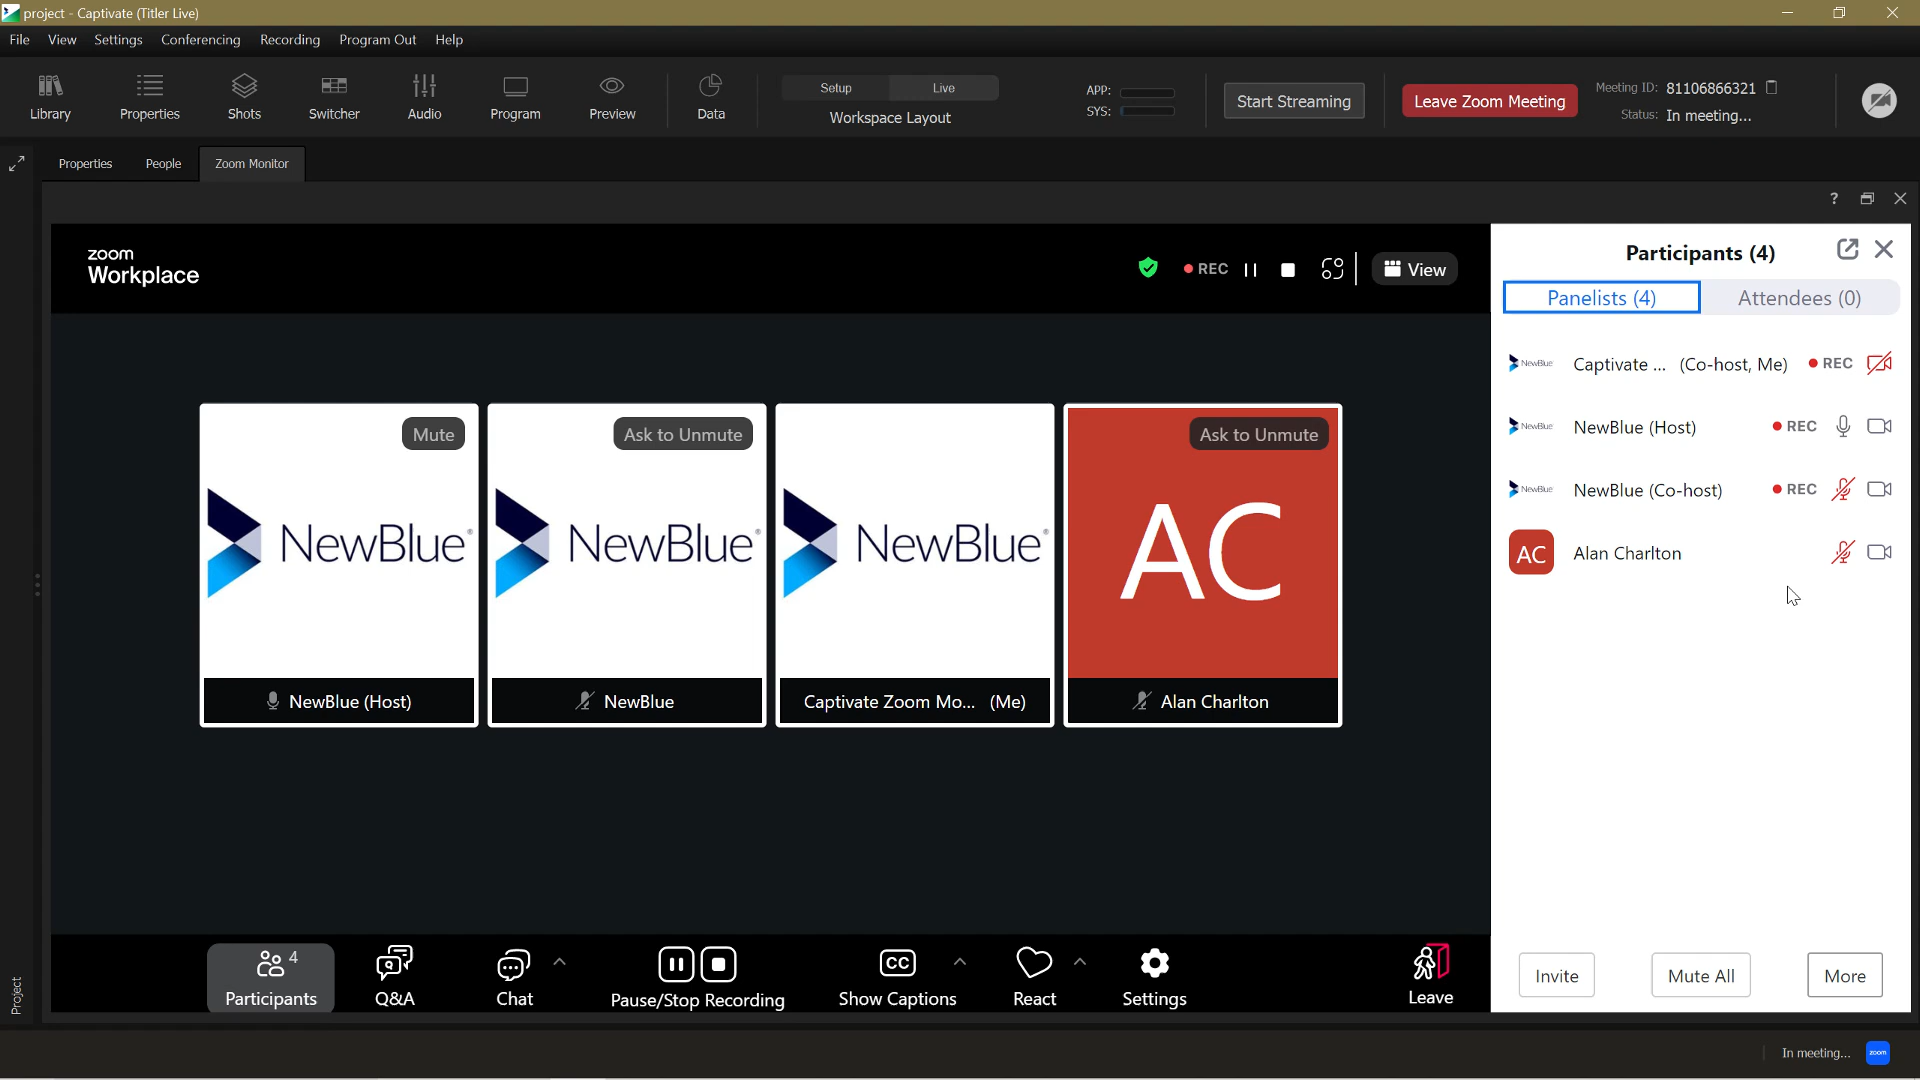 project - Captivate (Titler Live)
File View Settings Conferencing Recording Program Out Help
Library Properties Shots Switcher Audio Program Preview Data
Setup Live
Workspace Layout
APP:
SYS:
Start Streaming
Leave Zoom Meeting
Meeting ID: 81106866321
Status: In meeting...
Properties People Zoom Monitor
?
zoom
Workplace
REC
View
Participants (4)
Panelists (4) Attendees (0)
NewBlue Captivate ... (Co-host, Me) REC
NewBlue NewBlue (Host) REC
NewBlue NewBlue (Co-host) REC
AC Alan Charlton
Mute
NewBlue®
NewBlue (Host)
Ask to Unmute
NewBlue®
NewBlue
NewBlue®
Captivate Zoom Mo... (Me)
Ask to Unmute
AC
Alan Charlton
4
Participants
Q&A
Chat
Pause/Stop Recording
CC
Show Captions
React
Settings
Leave
Invite Mute All More
Project
In meeting... zoom